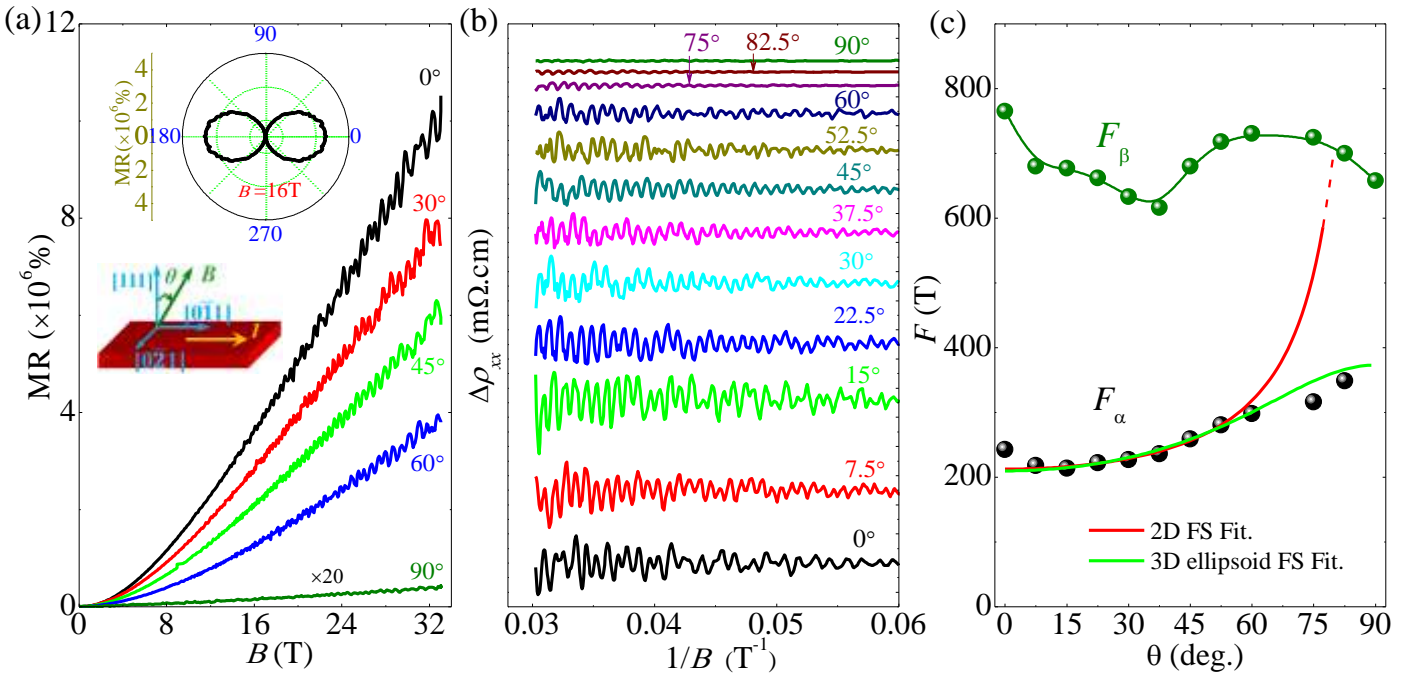 (a)
12
8
4
0
MR (×10⁶%)
0 8 16 24 32
B (T)
90
4
2
0
2
4
MR(×10⁶%)
180
0
B=16T
270
0°
30°
45°
60°
×20
90°
[111]
θ
B
[01̄1]
I
(b)
75°
82.5°
90°
60°
52.5°
45°
37.5°
30°
22.5°
15°
7.5°
0°
Δρxx (mΩ.cm)
0.03 0.04 0.05 0.06
1/B (T⁻¹)
(c)
800
600
400
200
0
F (T)
Fβ
Fα
2D FS Fit.
3D ellipsoid FS Fit.
0 15 30 45 60 75 90
θ (deg.)